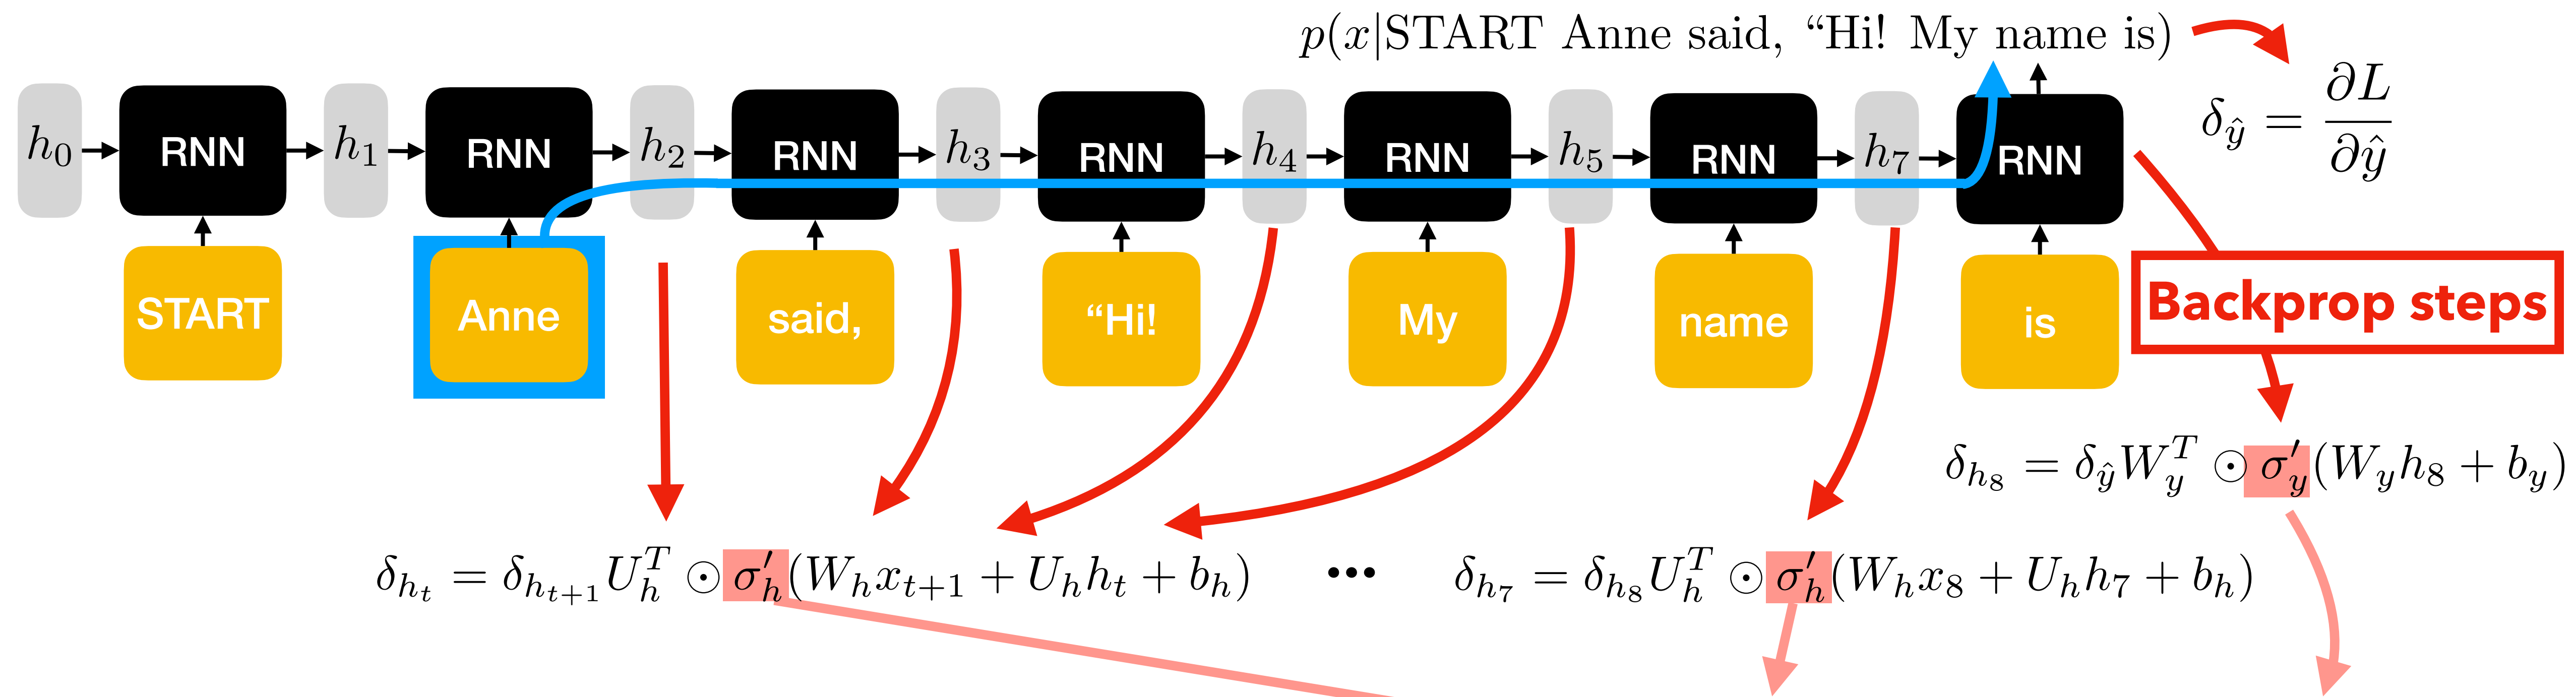 p(x|START Anne said, “Hi! My name is)
δ_ŷ = ∂L/∂ŷ
h₀ RNN h₁ RNN h₂ RNN h₃ RNN h₄ RNN h₅ RNN h₇ RNN
START Anne said, “Hi! My name is
Backprop steps
δ_{h₈} = δ_ŷ W_y^T ⊙ σ′_y(W_y h₈ + b_y)
δ_{h_t} = δ_{h_{t+1}} U_h^T ⊙ σ′_h(W_h x_{t+1} + U_h h_t + b_h) ••• δ_{h₇} = δ_{h₈} U_h^T ⊙ σ′_h(W_h x₈ + U_h h₇ + b_h)